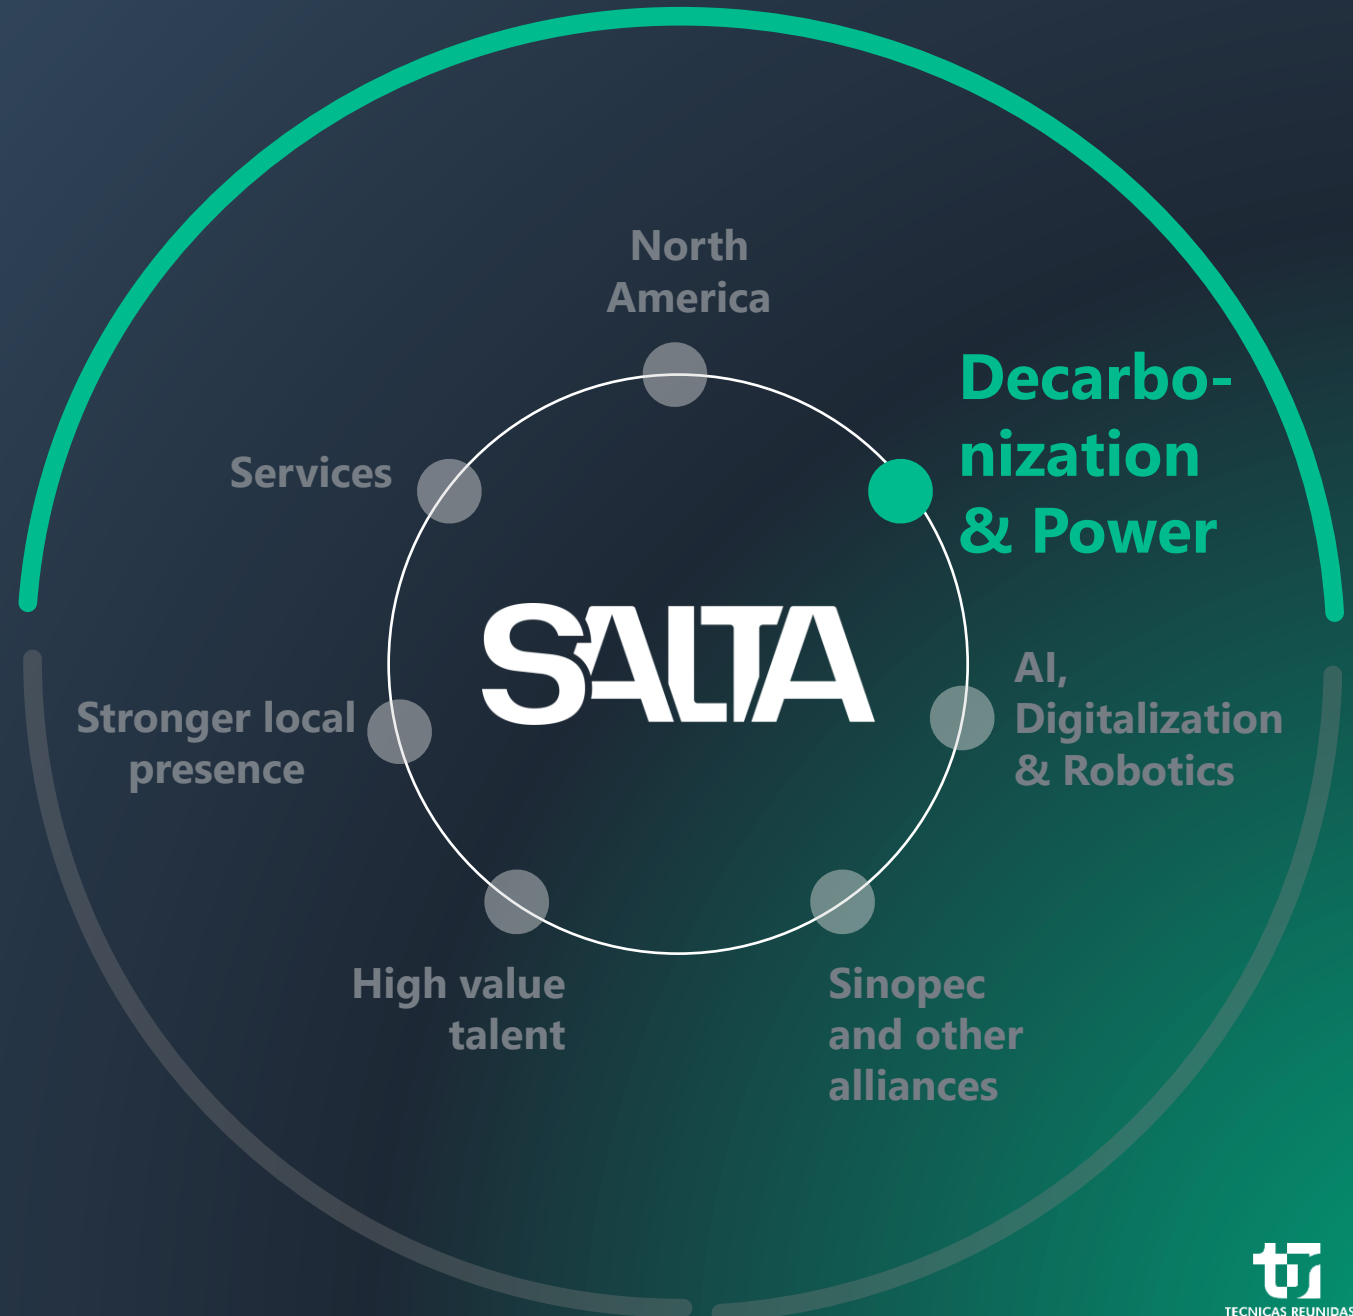 North
America
Decarbo-
nization
& Power
Services
SALTA
AI,
Digitalization
& Robotics
Stronger local
presence
High value
talent
Sinopec
and other
alliances
tr
TECNICAS REUNIDAS